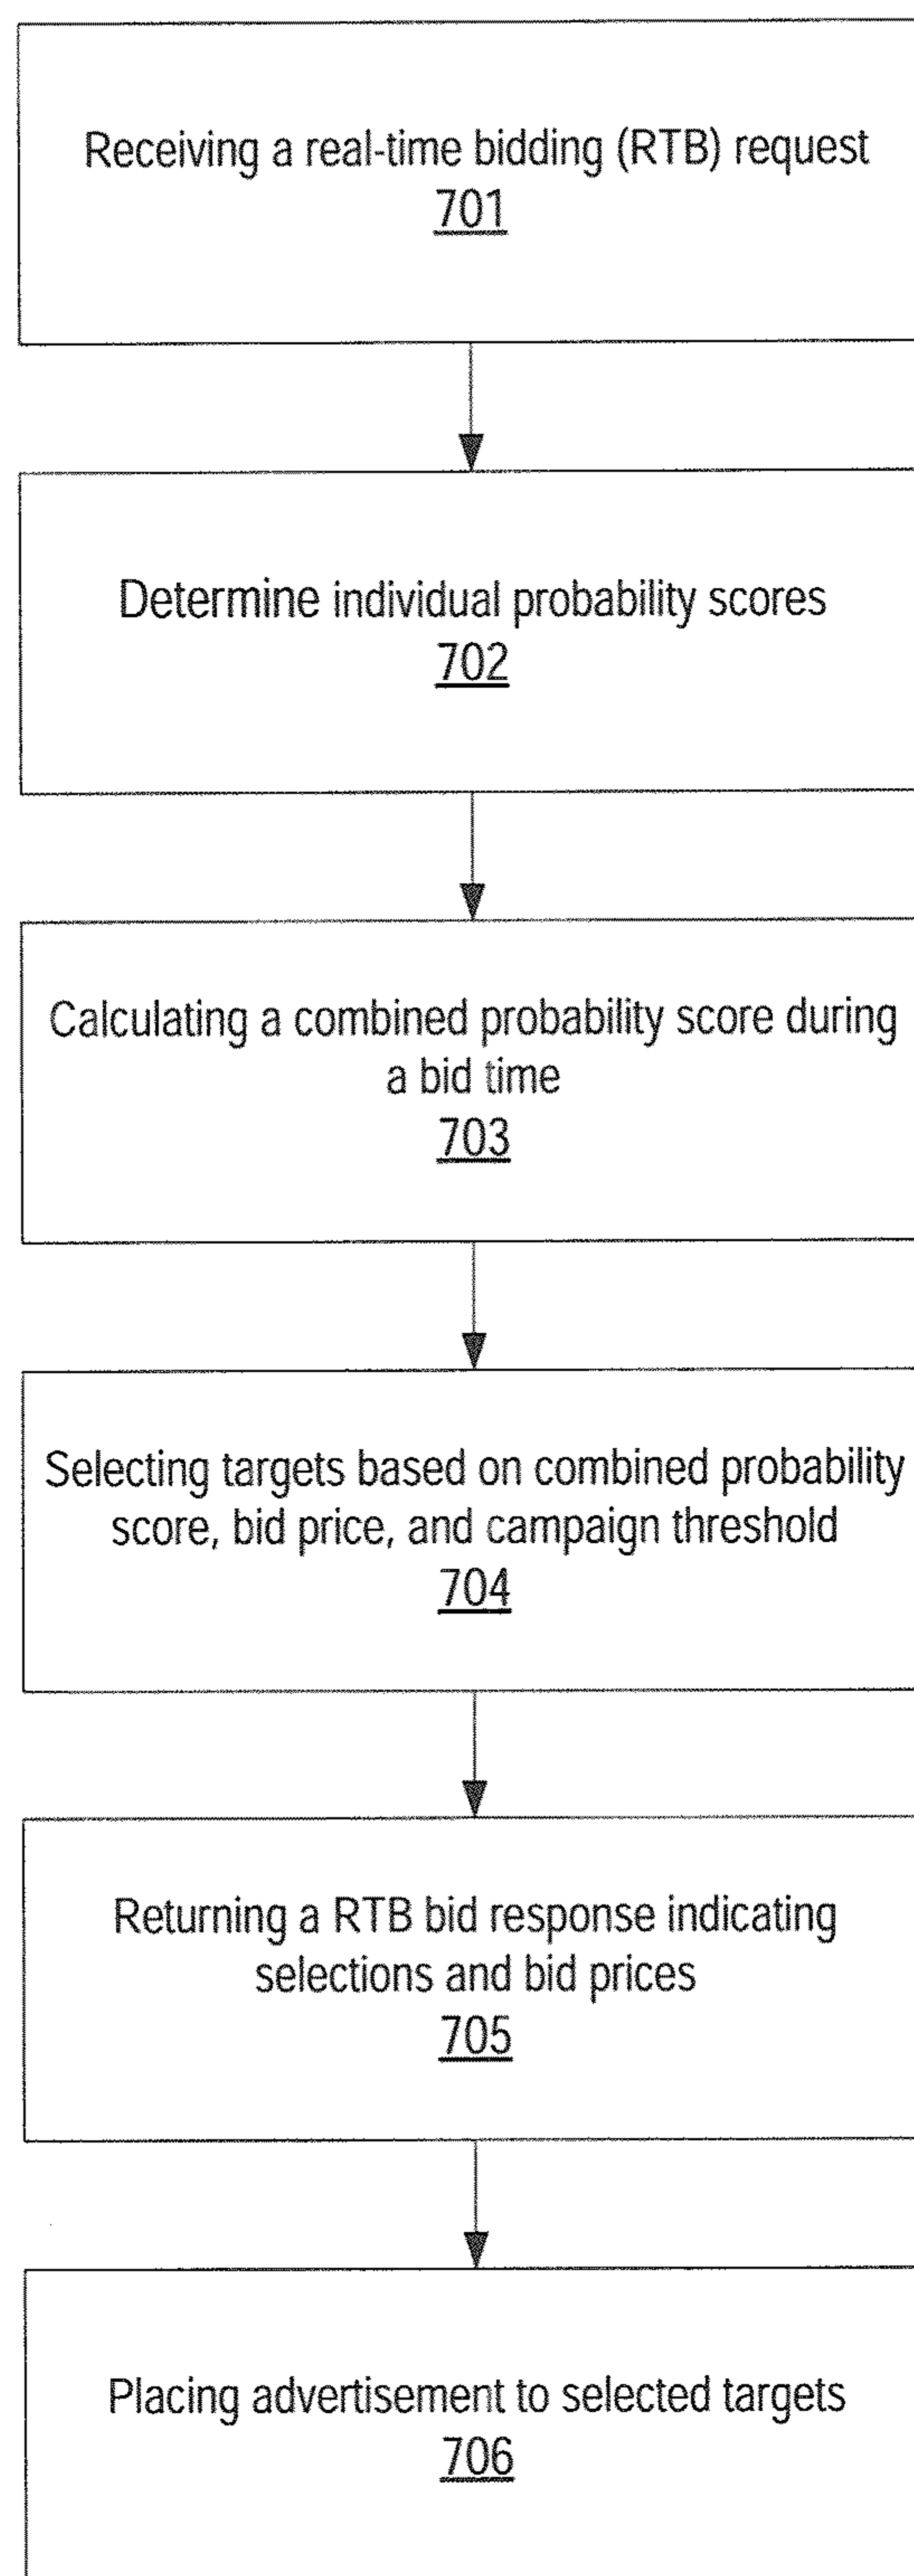 Receiving a real-time bidding (RTB) request
701
Determine individual probability scores
702
Calculating a combined probability score during
a bid time
703
Selecting targets based on combined probability
score, bid price, and campaign threshold
704
Returning a RTB bid response indicating
selections and bid prices
705
Placing advertisement to selected targets
706